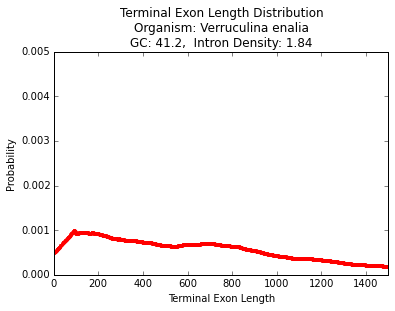 Terminal Exon Length Distribution
Organism: Verruculina enalia
GC: 41.2,  Intron Density: 1.84
0.005
0.004
0.003
0.002
0.001
0.000
Probability
0 200 400 600 800 1000 1200 1400
Terminal Exon Length